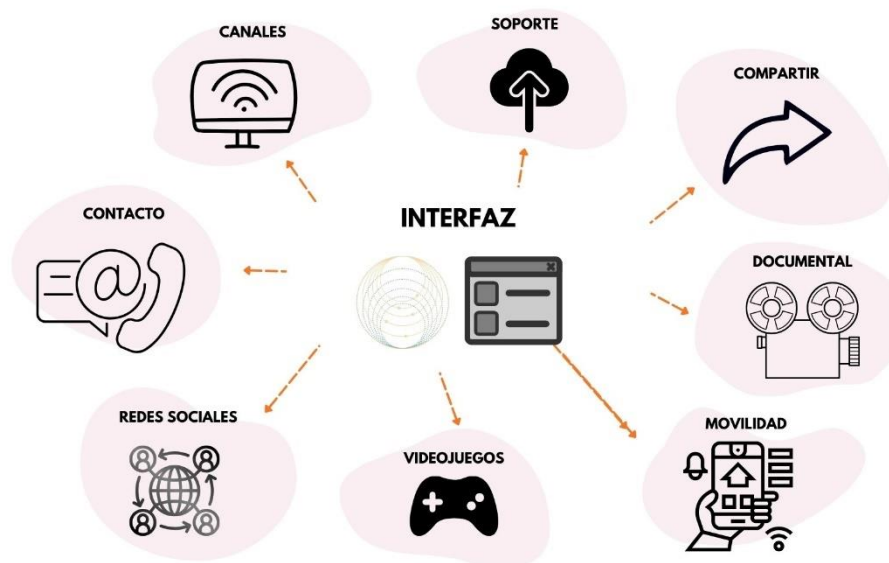 CANALES
SOPORTE
COMPARTIR
CONTACTO
INTERFAZ
DOCUMENTAL
REDES SOCIALES
VIDEOJUEGOS
MOVILIDAD